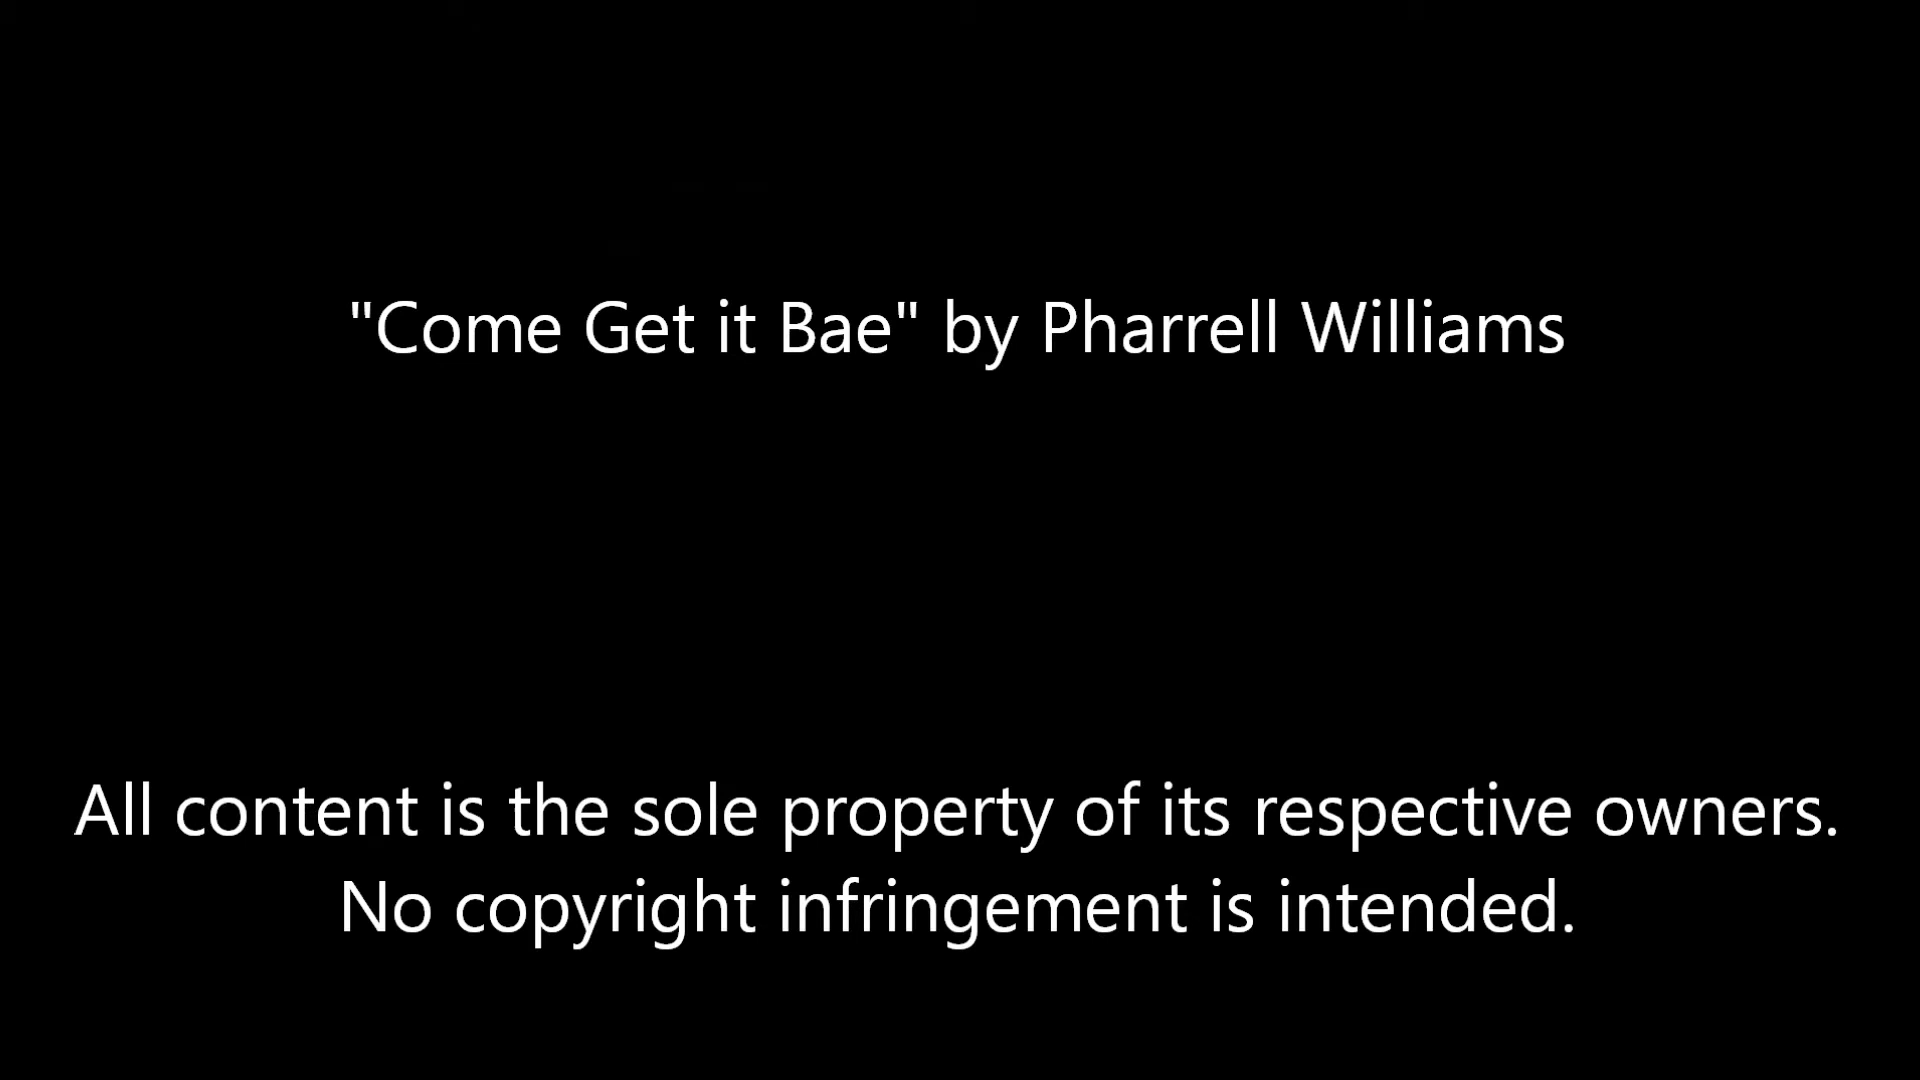 "Come Get it Bae" by Pharrell Williams
All content is the sole property of its respective owners.
No copyright infringement is intended.